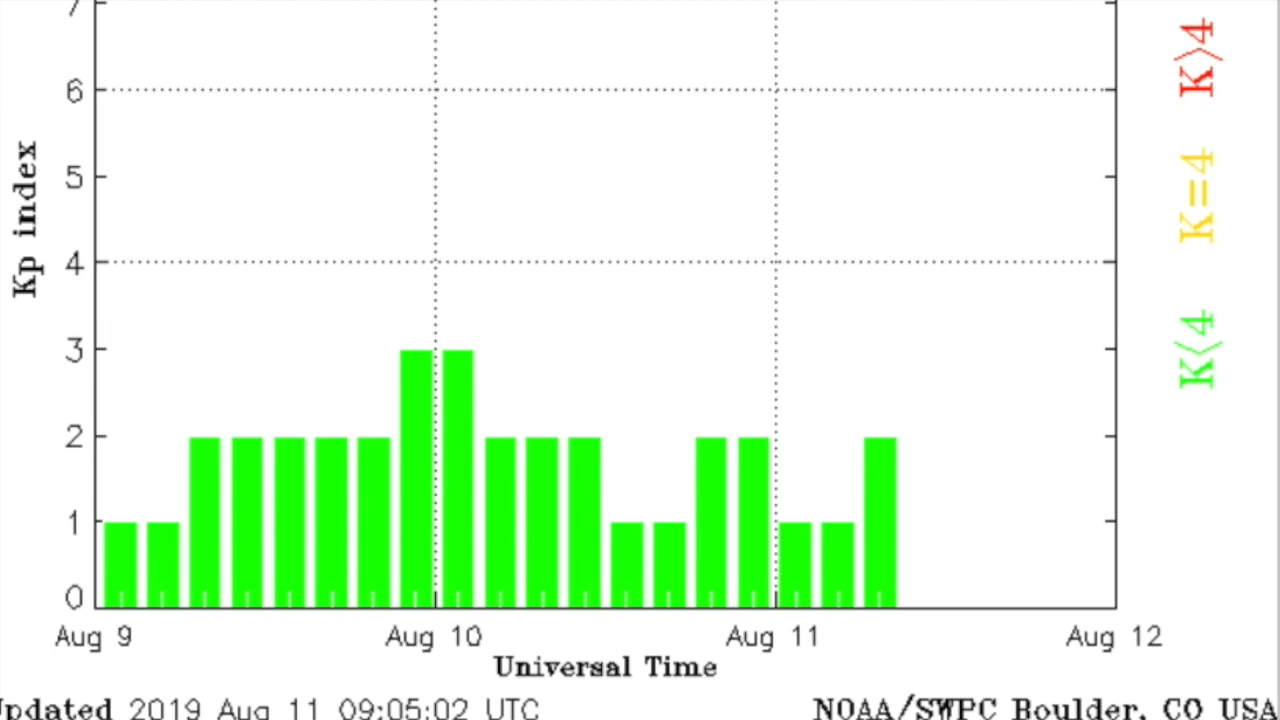 7
6
5
4
3
2
1
0
Kp index
K>4
K=4
K<4
Aug 9 Aug 10 Aug 11 Aug 12
Universal Time
Updated 2019 Aug 11 09:05:02 UTC NOAA/SWPC Boulder, CO USA